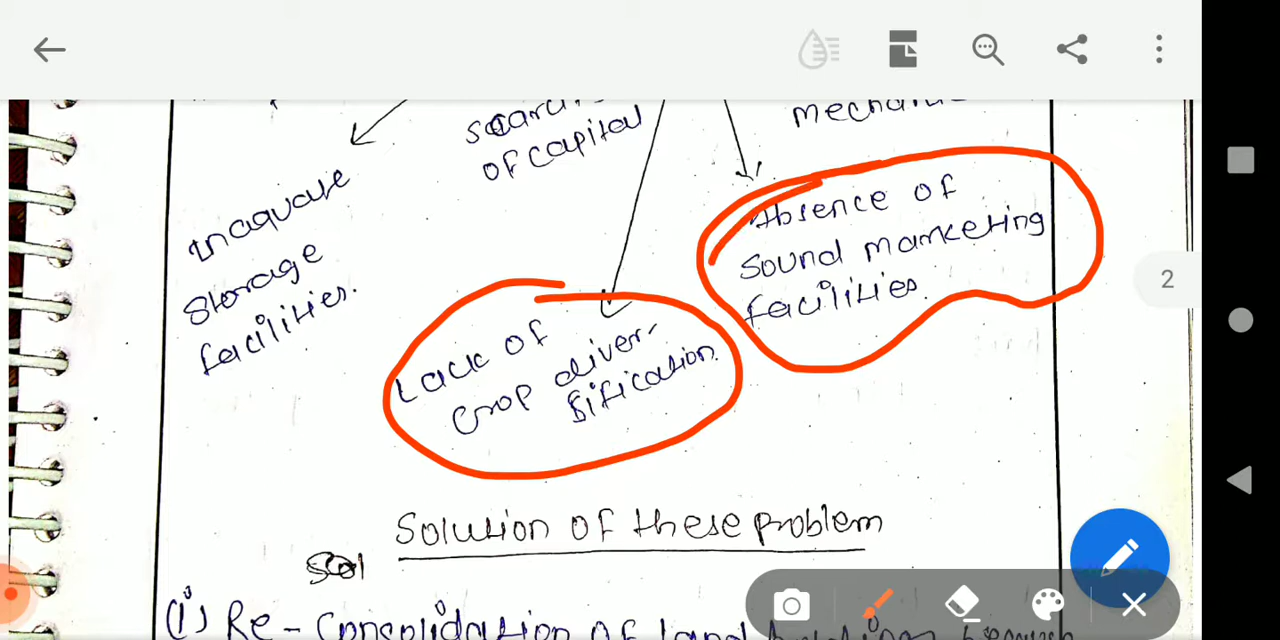 of capital
Inaquate
Storage
facilities.
Absence of
Sound marketing
facilities.
Lack of
crop diver-
sification.
2
Solution of these problem
Sol
(i) Re-Consolidation of land